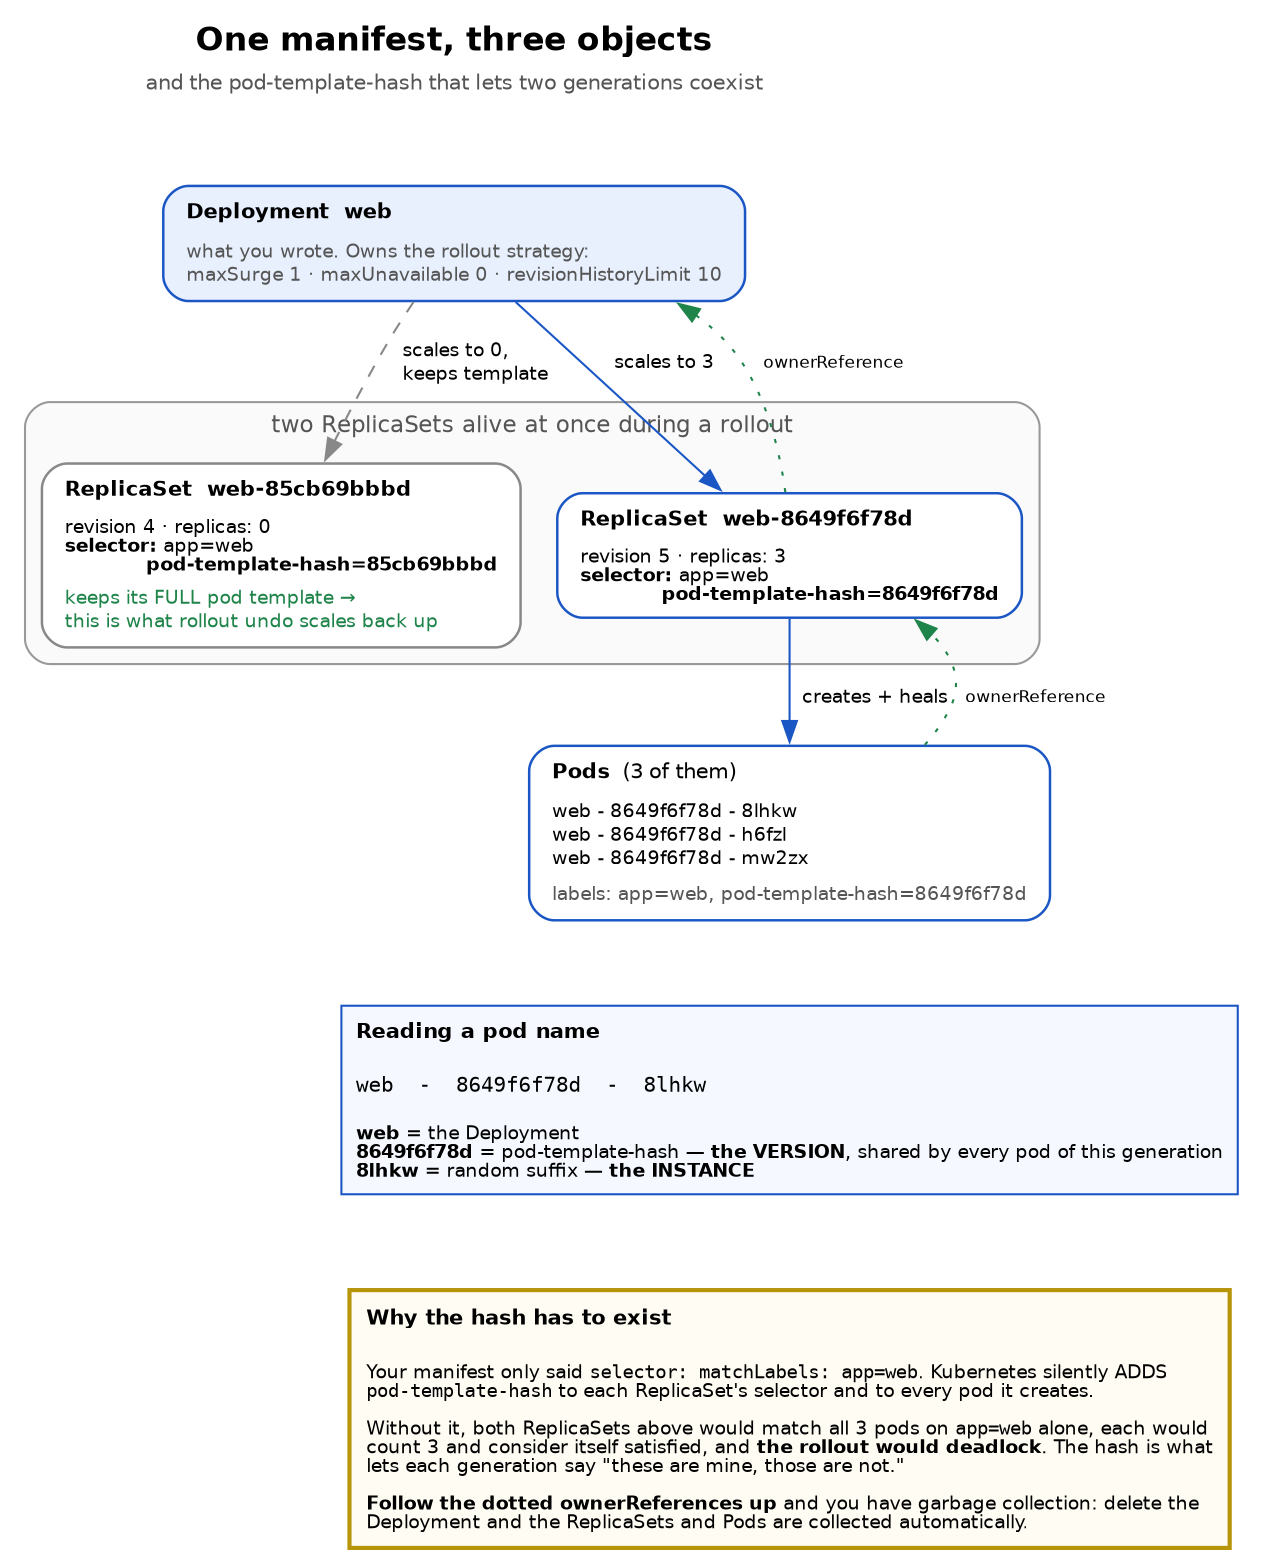 One manifest, three objects
and the pod-template-hash that lets two generations coexist
Deployment  web
what you wrote. Owns the rollout strategy:
maxSurge 1 · maxUnavailable 0 · revisionHistoryLimit 10
scales to 0,
keeps template
scales to 3
ownerReference
two ReplicaSets alive at once during a rollout
ReplicaSet  web-85cb69bbbd
revision 4 · replicas: 0
selector: app=web
pod-template-hash=85cb69bbbd
keeps its FULL pod template →
this is what rollout undo scales back up
ReplicaSet  web-8649f6f78d
revision 5 · replicas: 3
selector: app=web
pod-template-hash=8649f6f78d
creates + heals
ownerReference
Pods  (3 of them)
web - 8649f6f78d - 8lhkw
web - 8649f6f78d - h6fzl
web - 8649f6f78d - mw2zx
labels: app=web, pod-template-hash=8649f6f78d
Reading a pod name
web  -  8649f6f78d  -  8lhkw
web = the Deployment
8649f6f78d = pod-template-hash — the VERSION, shared by every pod of this generation
8lhkw = random suffix — the INSTANCE
Why the hash has to exist
Your manifest only said selector: matchLabels: app=web. Kubernetes silently ADDS
pod-template-hash to each ReplicaSet's selector and to every pod it creates.
Without it, both ReplicaSets above would match all 3 pods on app=web alone, each would
count 3 and consider itself satisfied, and the rollout would deadlock. The hash is what
lets each generation say "these are mine, those are not."
Follow the dotted ownerReferences up and you have garbage collection: delete the
Deployment and the ReplicaSets and Pods are collected automatically.